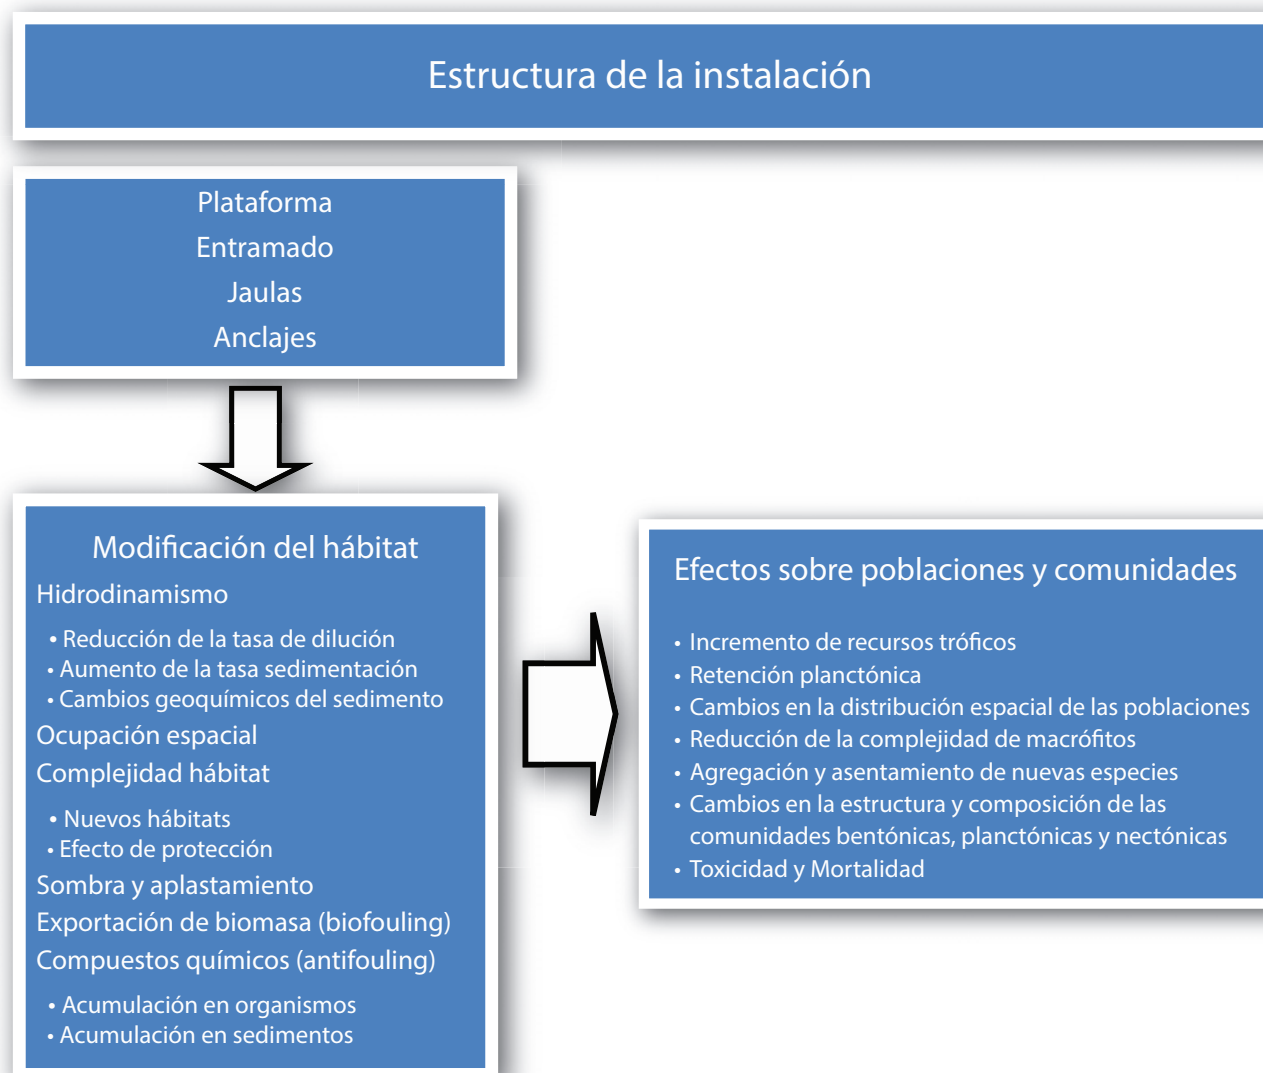 Estructura de la instalación
Plataforma
Entramado
Jaulas
Anclajes
Modificación del hábitat
Hidrodinamismo
• Reducción de la tasa de dilución
• Aumento de la tasa sedimentación
• Cambios geoquímicos del sedimento
Ocupación espacial
Complejidad hábitat
• Nuevos hábitats
• Efecto de protección
Sombra y aplastamiento
Exportación de biomasa (biofouling)
Compuestos químicos (antifouling)
• Acumulación en organismos
• Acumulación en sedimentos
Efectos sobre poblaciones y comunidades
• Incremento de recursos tróficos
• Retención planctónica
• Cambios en la distribución espacial de las poblaciones
• Reducción de la complejidad de macrófitos
• Agregación y asentamiento de nuevas especies
• Cambios en la estructura y composición de las
comunidades bentónicas, planctónicas y nectónicas
• Toxicidad y Mortalidad